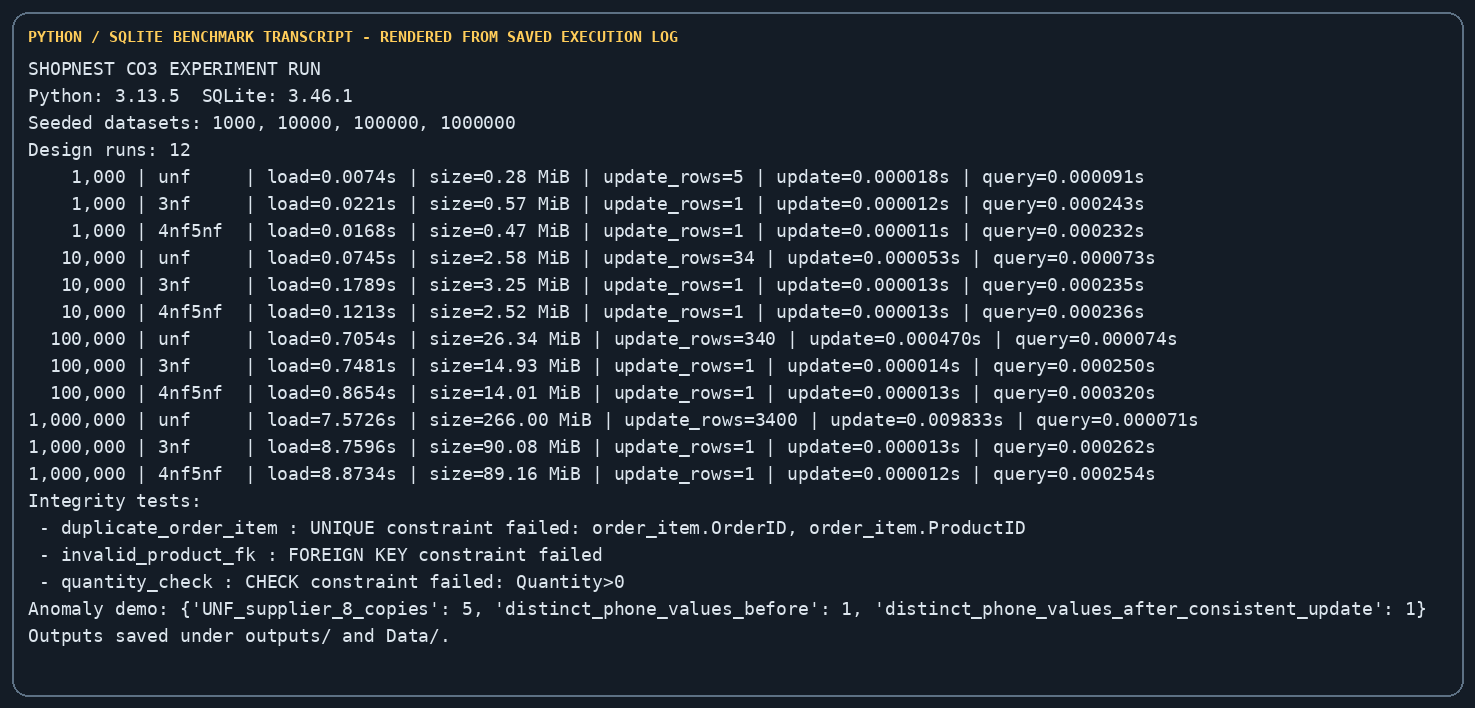 PYTHON / SQLITE BENCHMARK TRANSCRIPT - RENDERED FROM SAVED EXECUTION LOG
SHOPNEST CO3 EXPERIMENT RUN
Python: 3.13.5  SQLite: 3.46.1
Seeded datasets: 1000, 10000, 100000, 1000000
Design runs: 12
    1,000 | unf     | load=0.0074s | size=0.28 MiB | update_rows=5 | update=0.000018s | query=0.000091s
    1,000 | 3nf     | load=0.0221s | size=0.57 MiB | update_rows=1 | update=0.000012s | query=0.000243s
    1,000 | 4nf5nf  | load=0.0168s | size=0.47 MiB | update_rows=1 | update=0.000011s | query=0.000232s
   10,000 | unf     | load=0.0745s | size=2.58 MiB | update_rows=34 | update=0.000053s | query=0.000073s
   10,000 | 3nf     | load=0.1789s | size=3.25 MiB | update_rows=1 | update=0.000013s | query=0.000235s
   10,000 | 4nf5nf  | load=0.1213s | size=2.52 MiB | update_rows=1 | update=0.000013s | query=0.000236s
  100,000 | unf     | load=0.7054s | size=26.34 MiB | update_rows=340 | update=0.000470s | query=0.000074s
  100,000 | 3nf     | load=0.7481s | size=14.93 MiB | update_rows=1 | update=0.000014s | query=0.000250s
  100,000 | 4nf5nf  | load=0.8654s | size=14.01 MiB | update_rows=1 | update=0.000013s | query=0.000320s
1,000,000 | unf     | load=7.5726s | size=266.00 MiB | update_rows=3400 | update=0.009833s | query=0.000071s
1,000,000 | 3nf     | load=8.7596s | size=90.08 MiB | update_rows=1 | update=0.000013s | query=0.000262s
1,000,000 | 4nf5nf  | load=8.8734s | size=89.16 MiB | update_rows=1 | update=0.000012s | query=0.000254s
Integrity tests:
 - duplicate_order_item : UNIQUE constraint failed: order_item.OrderID, order_item.ProductID
 - invalid_product_fk : FOREIGN KEY constraint failed
 - quantity_check : CHECK constraint failed: Quantity>0
Anomaly demo: {'UNF_supplier_8_copies': 5, 'distinct_phone_values_before': 1, 'distinct_phone_values_after_consistent_update': 1}
Outputs saved under outputs/ and Data/.